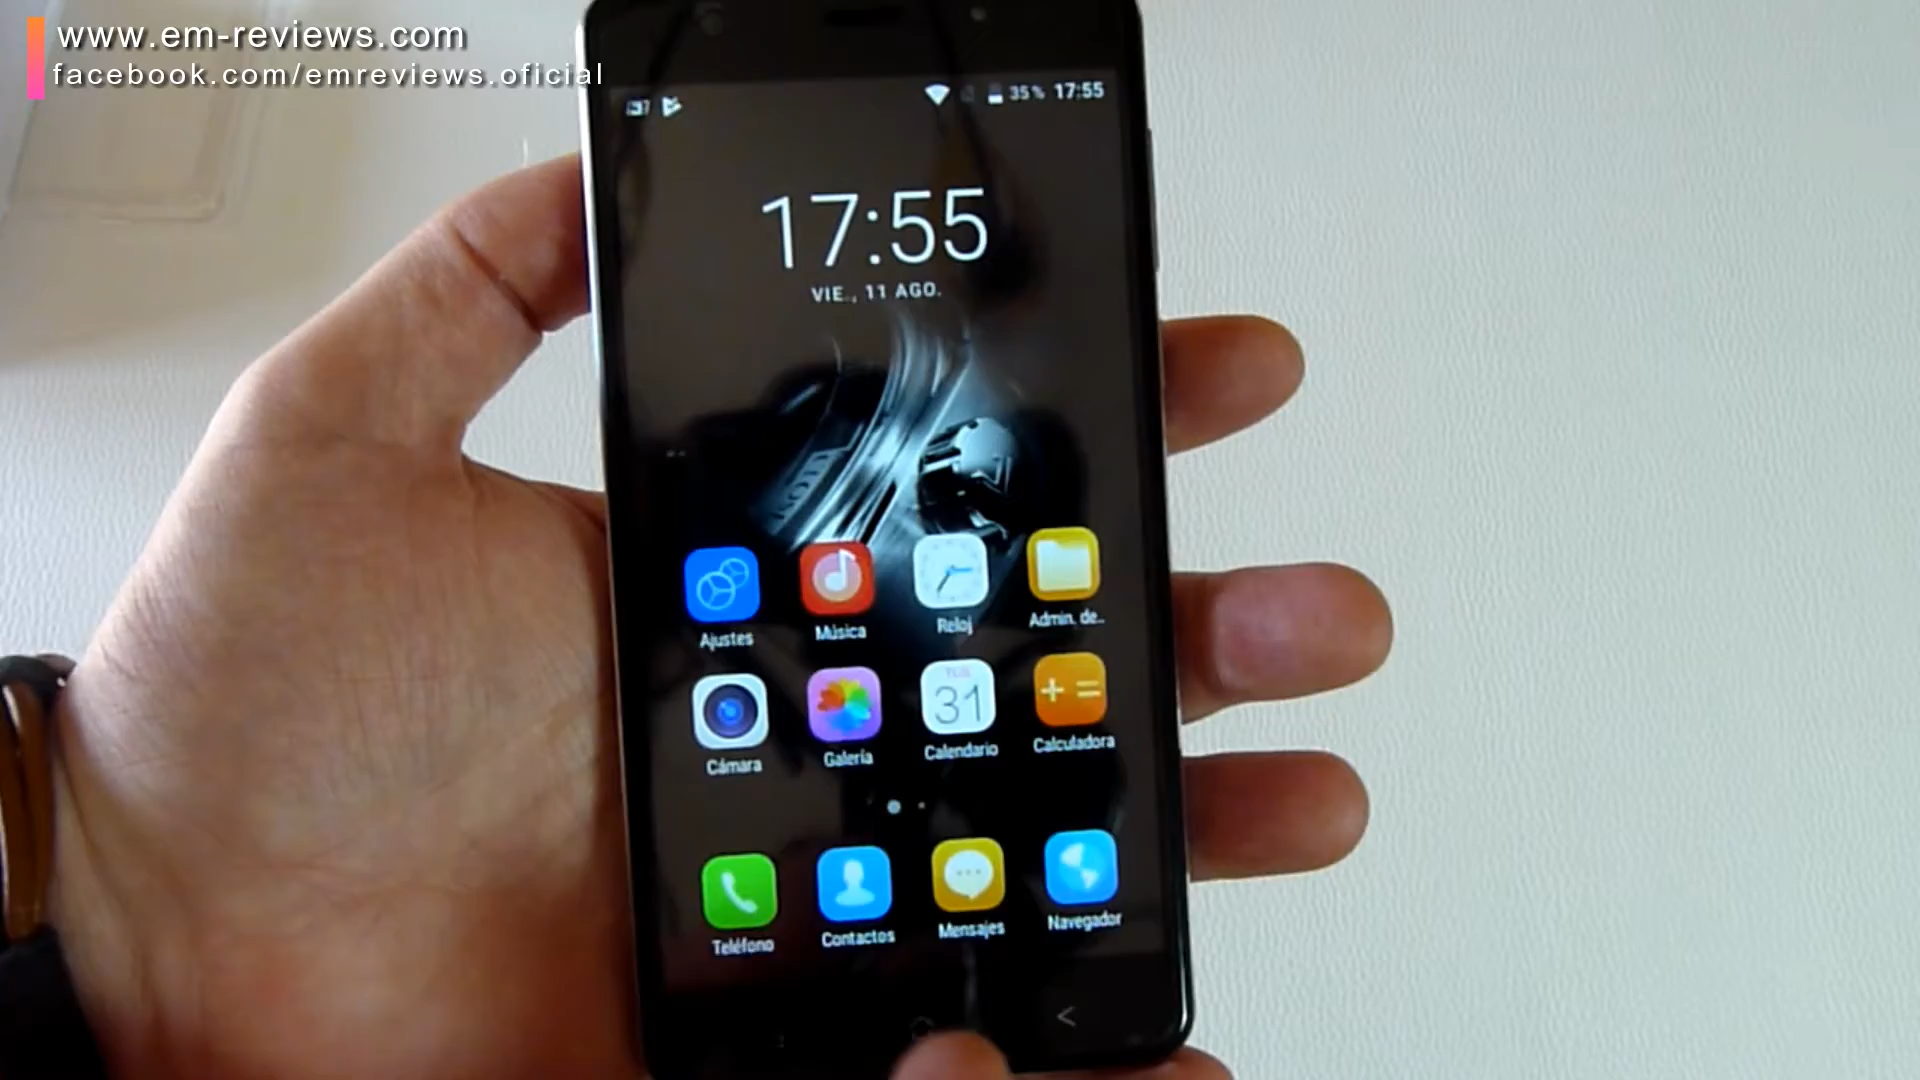 www.em-reviews.com
facebook.com/emreviews.oficial
35% 17:55
17:55
VIE., 11 AGO.
Ajustes Música Reloj Admin. de..
TUE
31
Cámara Galería Calendario Calculadora
Teléfono Contactos Mensajes Navegador